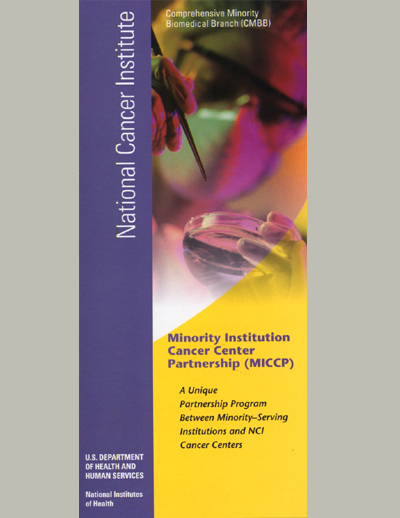 Comprehensive Minority
Biomedical Branch (CMBB)
National Cancer Institute
Minority Institution
Cancer Center
Partnership (MICCP)
A Unique
Partnership Program
Between Minority–Serving
Institutions and NCI
Cancer Centers
U.S. DEPARTMENT
OF HEALTH AND
HUMAN SERVICES
National Institutes
of Health